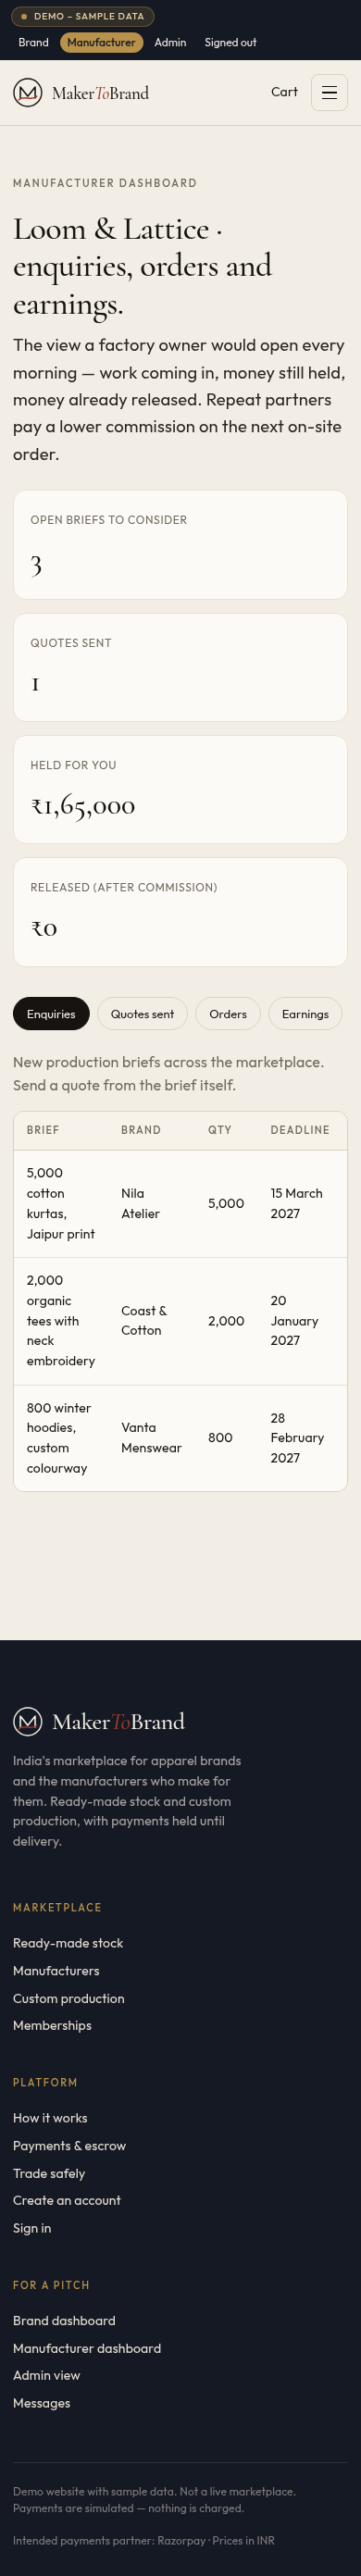 DEMO – SAMPLE DATA
Brand Manufacturer Admin Signed out
MakerToBrand Cart
MANUFACTURER DASHBOARD
Loom & Lattice ·
enquiries, orders and
earnings.
The view a factory owner would open every
morning — work coming in, money still held,
money already released. Repeat partners
pay a lower commission on the next on-site
order.
OPEN BRIEFS TO CONSIDER
3
QUOTES SENT
1
HELD FOR YOU
₹1,65,000
RELEASED (AFTER COMMISSION)
₹0
Enquiries Quotes sent Orders Earnings
New production briefs across the marketplace.
Send a quote from the brief itself.
BRIEF BRAND QTY DEADLINE
5,000
cotton
kurtas,
Jaipur print
Nila
Atelier
5,000
15 March
2027
2,000
organic
tees with
neck
embroidery
Coast &
Cotton
2,000
20
January
2027
800 winter
hoodies,
custom
colourway
Vanta
Menswear
800
28
February
2027
MakerToBrand
India's marketplace for apparel brands
and the manufacturers who make for
them. Ready-made stock and custom
production, with payments held until
delivery.
MARKETPLACE
Ready-made stock
Manufacturers
Custom production
Memberships
PLATFORM
How it works
Payments & escrow
Trade safely
Create an account
Sign in
FOR A PITCH
Brand dashboard
Manufacturer dashboard
Admin view
Messages
Demo website with sample data. Not a live marketplace.
Payments are simulated — nothing is charged.
Intended payments partner: Razorpay · Prices in INR